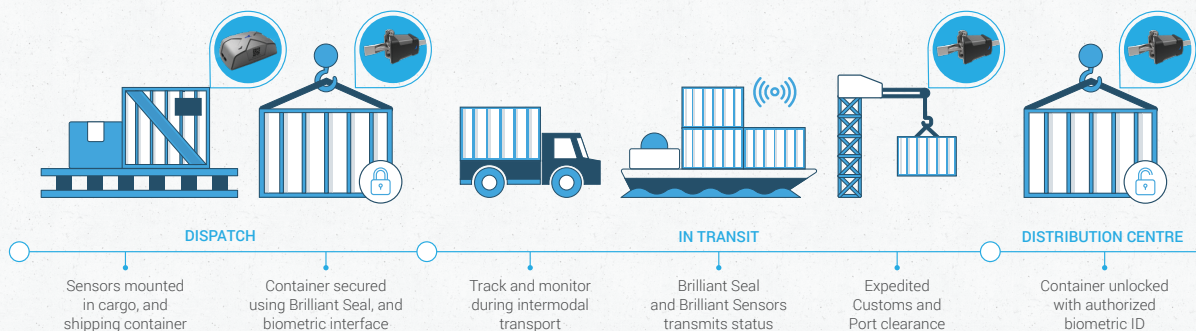 DISPATCH
IN TRANSIT
DISTRIBUTION CENTRE
Sensors mounted
in cargo, and
shipping container
Container secured
using Brilliant Seal, and
biometric interface
Track and monitor
during intermodal
transport
Brilliant Seal
and Brilliant Sensors
transmits status
Expedited
Customs and
Port clearance
Container unlocked
with authorized
biometric ID